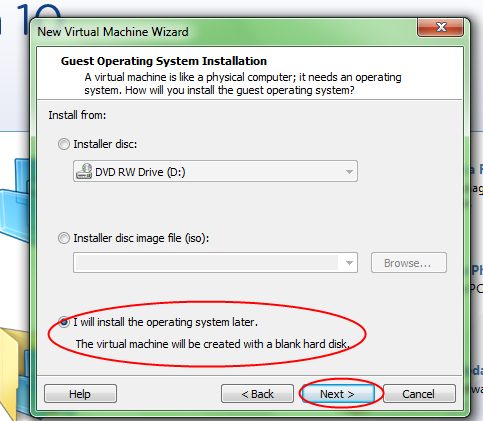 10
New Virtual Machine Wizard
Guest Operating System Installation
A virtual machine is like a physical computer; it needs an operating
system. How will you install the guest operating system?
Install from:
Installer disc:
DVD RW Drive (D:)
Installer disc image file (iso):
Browse...
I will install the operating system later.
The virtual machine will be created with a blank hard disk.
Help
< Back
Next >
Cancel